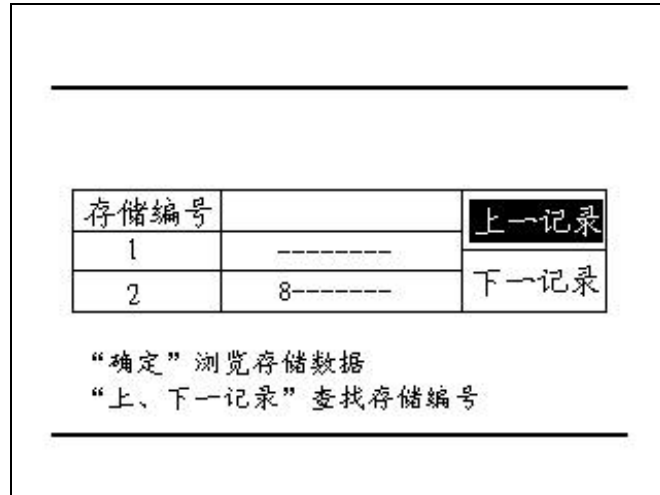 存储编号 上一记录
1 --------
2 8------- 下一记录
“确定”浏览存储数据
“上、下一记录”查找存储编号